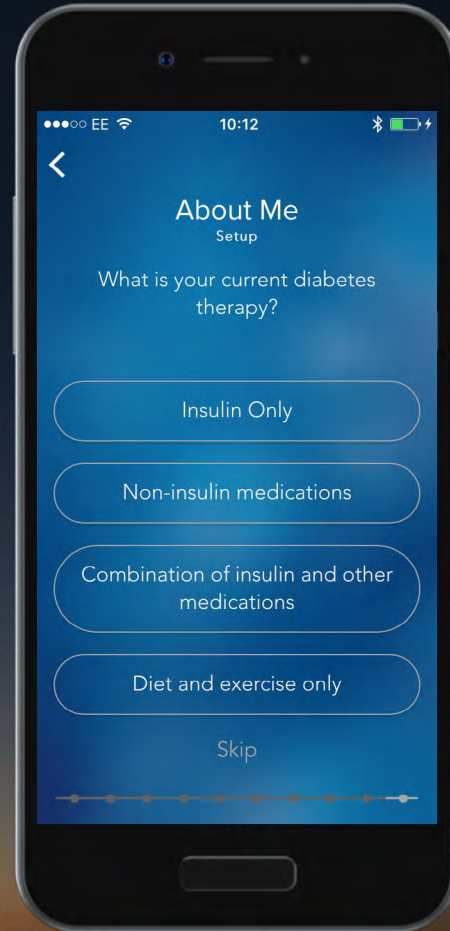 EE 10:12
About Me
Setup
What is your current diabetes
therapy?
Insulin Only
Non-insulin medications
Combination of insulin and other
medications
Diet and exercise only
Skip